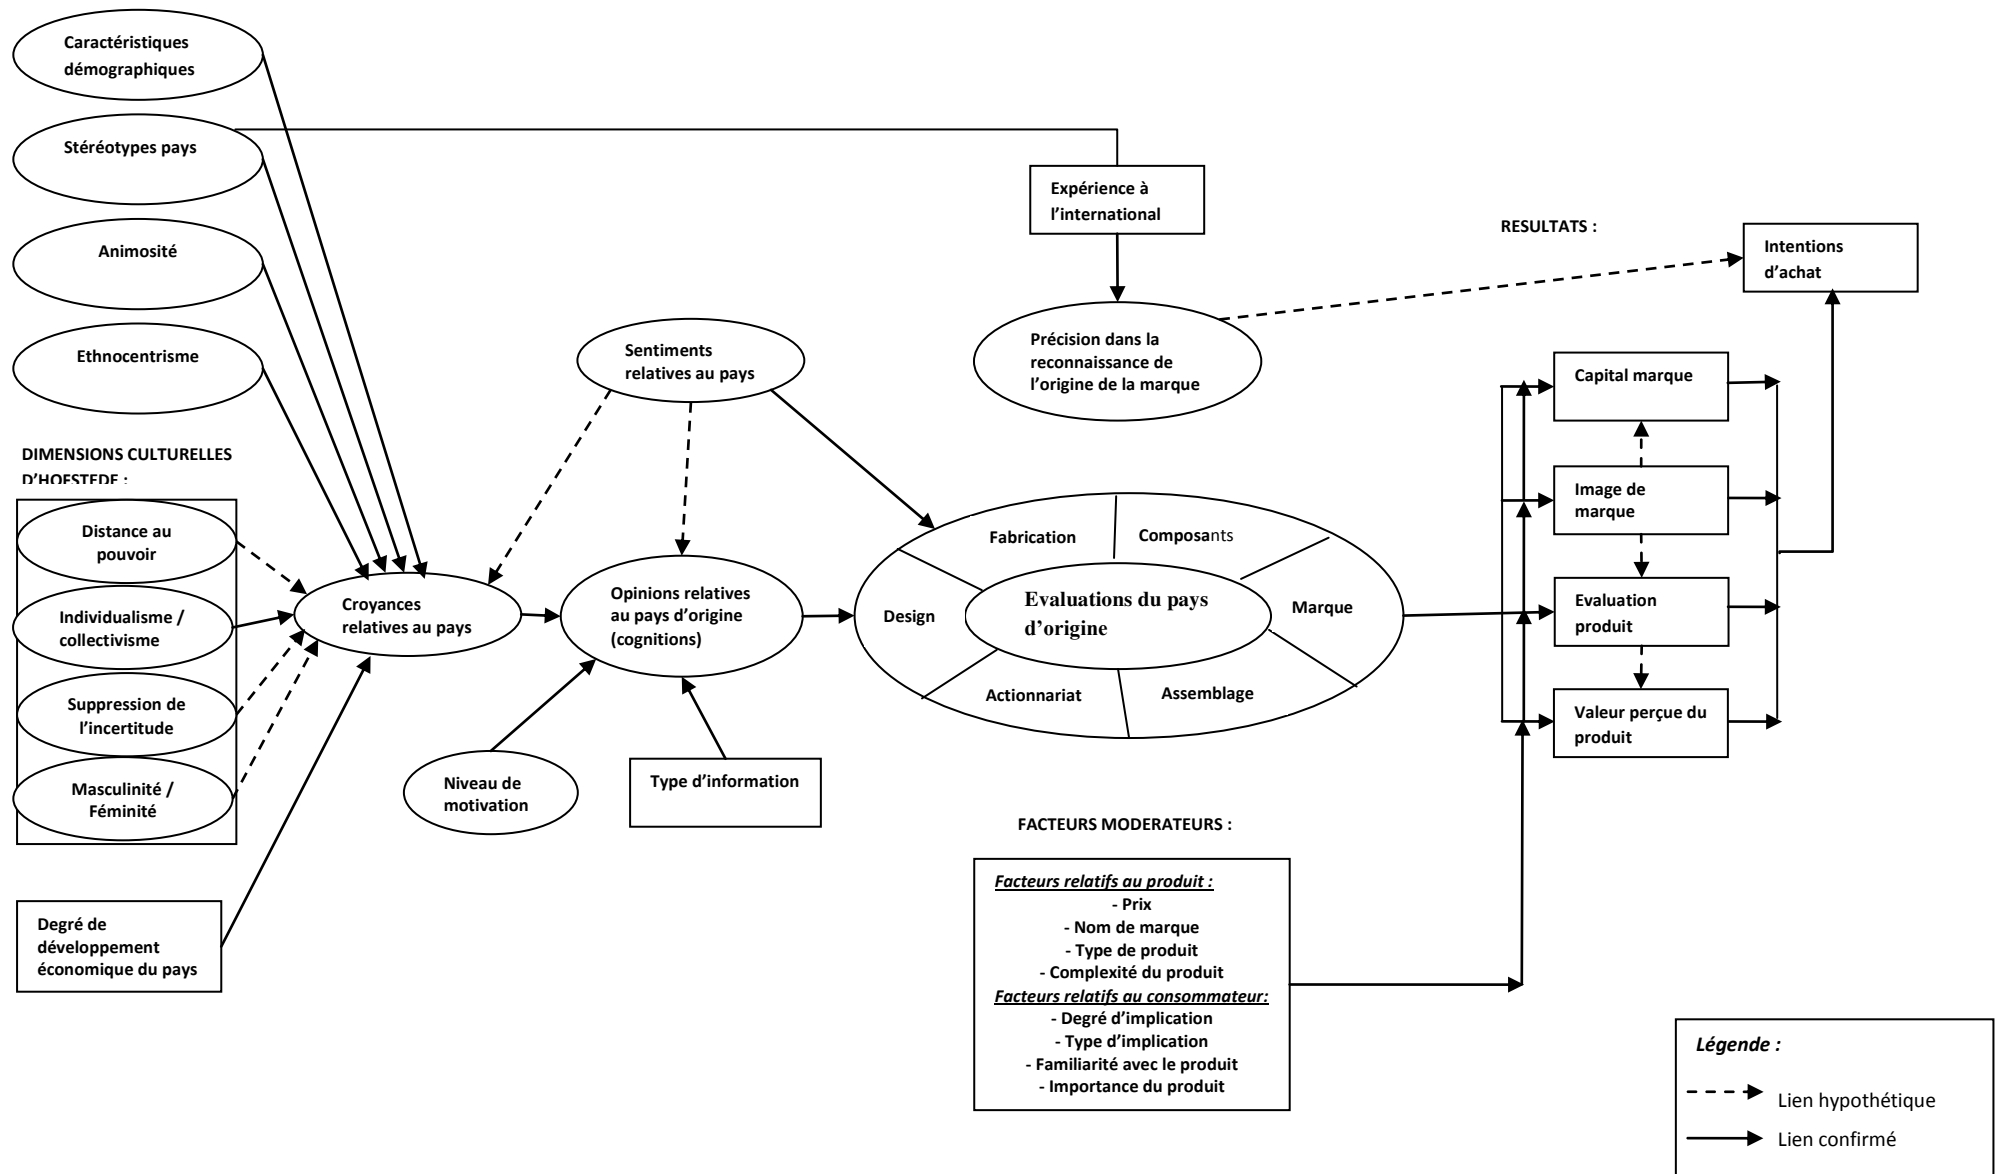 Caractéristiques
démographiques
Stéréotypes pays
Animosité
Ethnocentrisme
DIMENSIONS CULTURELLES
D’HOFSTEDE :
Distance au
pouvoir
Individualisme /
collectivisme
Suppression de
l’incertitude
Masculinité /
Féminité
Degré de
développement
économique du pays
Croyances
relatives au pays
Sentiments
relatives au pays
Opinions relatives
au pays d’origine
(cognitions)
Niveau de
motivation
Type d’information
Expérience à
l’international
Précision dans la
reconnaissance de
l’origine de la marque
Fabrication
Composants
Design
Evaluations du pays
d’origine
Marque
Actionnariat
Assemblage
RESULTATS :
Intentions
d’achat
Capital marque
Image de
marque
Evaluation
produit
Valeur perçue du
produit
FACTEURS MODERATEURS :
Facteurs relatifs au produit :
- Prix
- Nom de marque
- Type de produit
- Complexité du produit
Facteurs relatifs au consommateur:
- Degré d’implication
- Type d’implication
- Familiarité avec le produit
- Importance du produit
Légende :
Lien hypothétique
Lien confirmé